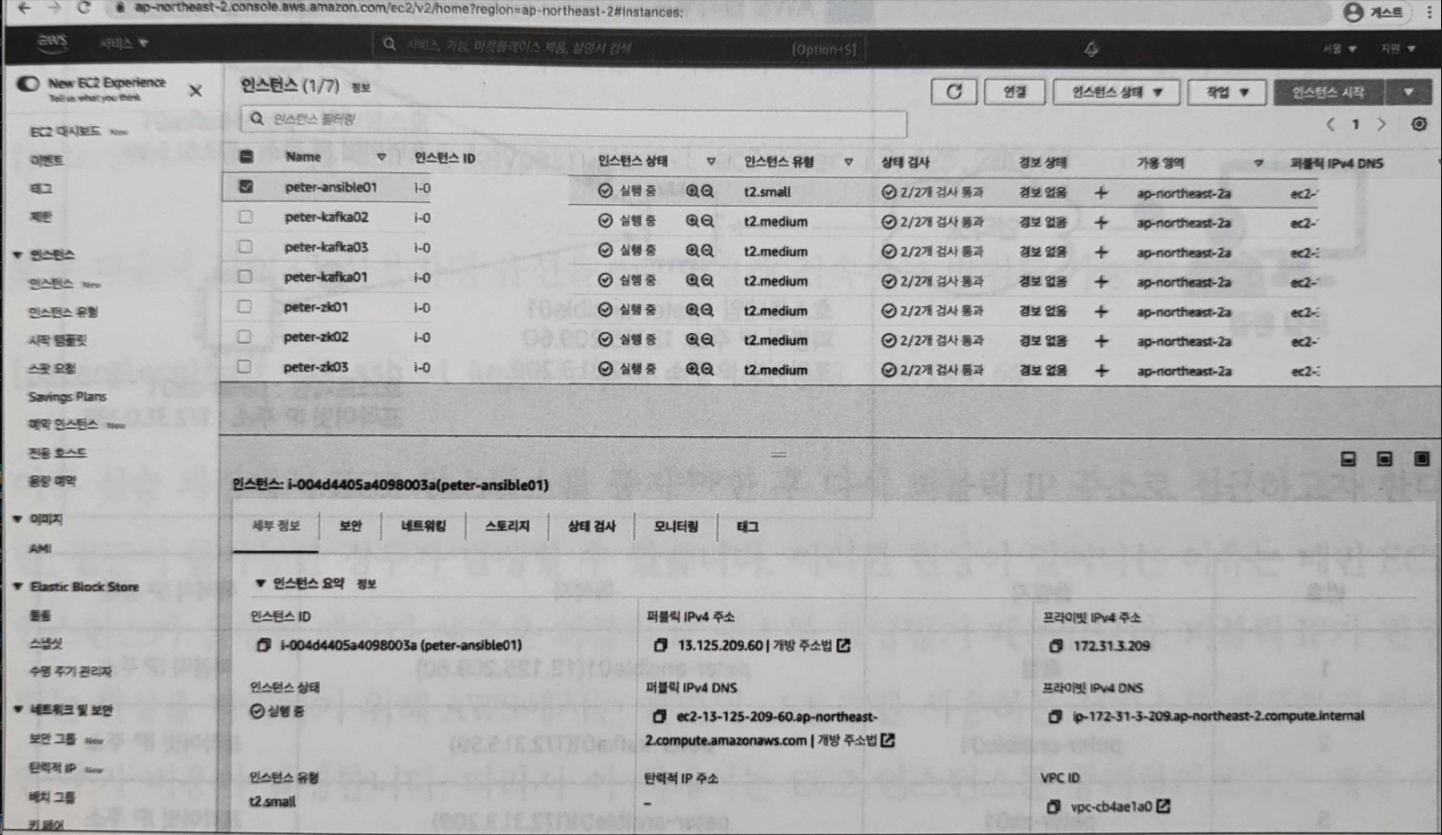 ap-northeast-2.console.aws.amazon.com/ec2/v2/home?region=ap-northeast-2#Instances:
게스트
aws 서비스 서비스, 기능, 마켓플레이스 제품, 설명서 검색 [Option+S] 서울 지원
New EC2 Experience
Tell us what you think
EC2 대시보드 New
이벤트
태그
제한
인스턴스
인스턴스 New
인스턴스 유형
시작 템플릿
스팟 요청
Savings Plans
예약 인스턴스 New
전용 호스트
용량 예약
이미지
AMI
Elastic Block Store
볼륨
스냅샷
수명 주기 관리자
네트워크 및 보안
보안 그룹 New
탄력적 IP New
배치 그룹
키 페어
인스턴스 (1/7) 정보
연결 인스턴스 상태 작업 인스턴스 시작
인스턴스 필터링
1
Name 인스턴스 ID 인스턴스 상태 인스턴스 유형 상태 검사 경보 상태 가용 영역 퍼블릭 IPv4 DNS
peter-ansible01 i-0 실행 중 t2.small 2/2개 검사 통과 경보 없음 + ap-northeast-2a ec2-
peter-kafka02 i-0 실행 중 t2.medium 2/2개 검사 통과 경보 없음 + ap-northeast-2a ec2-
peter-kafka03 i-0 실행 중 t2.medium 2/2개 검사 통과 경보 없음 + ap-northeast-2a ec2-
peter-kafka01 i-0 실행 중 t2.medium 2/2개 검사 통과 경보 없음 + ap-northeast-2a ec2-
peter-zk01 i-0 실행 중 t2.medium 2/2개 검사 통과 경보 없음 + ap-northeast-2a ec2-
peter-zk02 i-0 실행 중 t2.medium 2/2개 검사 통과 경보 없음 + ap-northeast-2a ec2-
peter-zk03 i-0 실행 중 t2.medium 2/2개 검사 통과 경보 없음 + ap-northeast-2a ec2-
인스턴스: i-004d4405a4098003a(peter-ansible01)
세부 정보 보안 네트워킹 스토리지 상태 검사 모니터링 태그
인스턴스 요약 정보
인스턴스 ID
i-004d4405a4098003a (peter-ansible01)
퍼블릭 IPv4 주소
13.125.209.60 | 개방 주소법
프라이빗 IPv4 주소
172.31.3.209
인스턴스 상태
실행 중
퍼블릭 IPv4 DNS
ec2-13-125-209-60.ap-northeast-
2.compute.amazonaws.com | 개방 주소법
프라이빗 IPv4 DNS
ip-172-31-3-209.ap-northeast-2.compute.internal
인스턴스 유형
t2.small
탄력적 IP 주소
–
VPC ID
vpc-cb4ae1a0